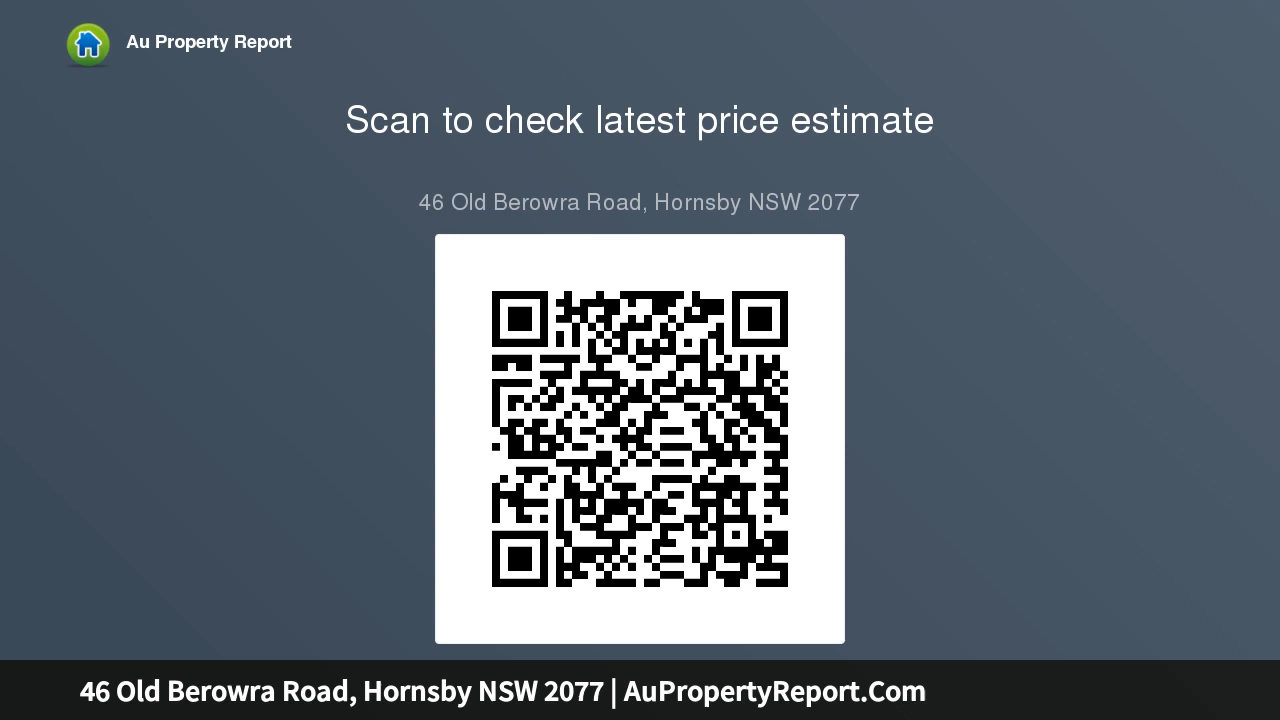 Au Property Report
Scan to check latest price estimate
46 Old Berowra Road, Hornsby NSW 2077
46 Old Berowra Road, Hornsby NSW 2077 | AuPropertyReport.Com